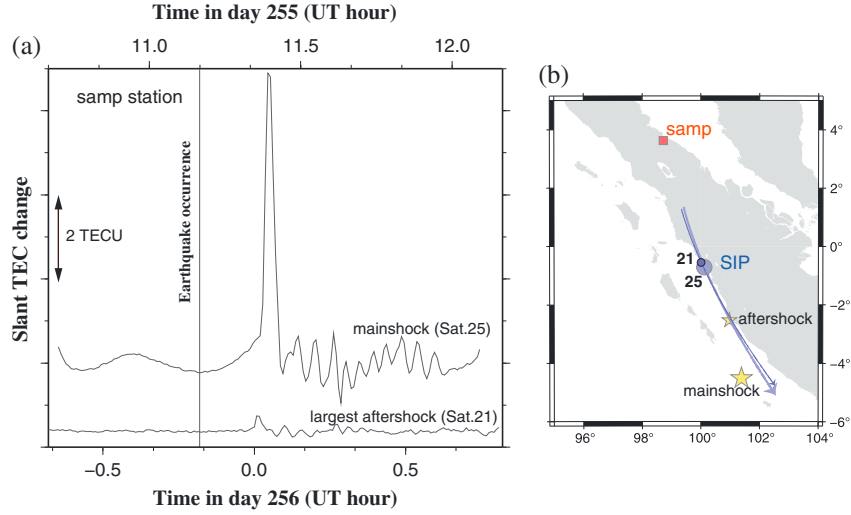 Time in day 255 (UT hour)
(a)
11.0
11.5
12.0
samp station
Earthquake occurrence
Slant TEC change
2 TECU
mainshock (Sat.25)
largest aftershock (Sat.21)
−0.5
0.0
0.5
Time in day 256 (UT hour)
(b)
samp
4°
2°
0°
−2°
−4°
−6°
21
SIP
25
aftershock
mainshock
96°
98°
100°
102°
104°